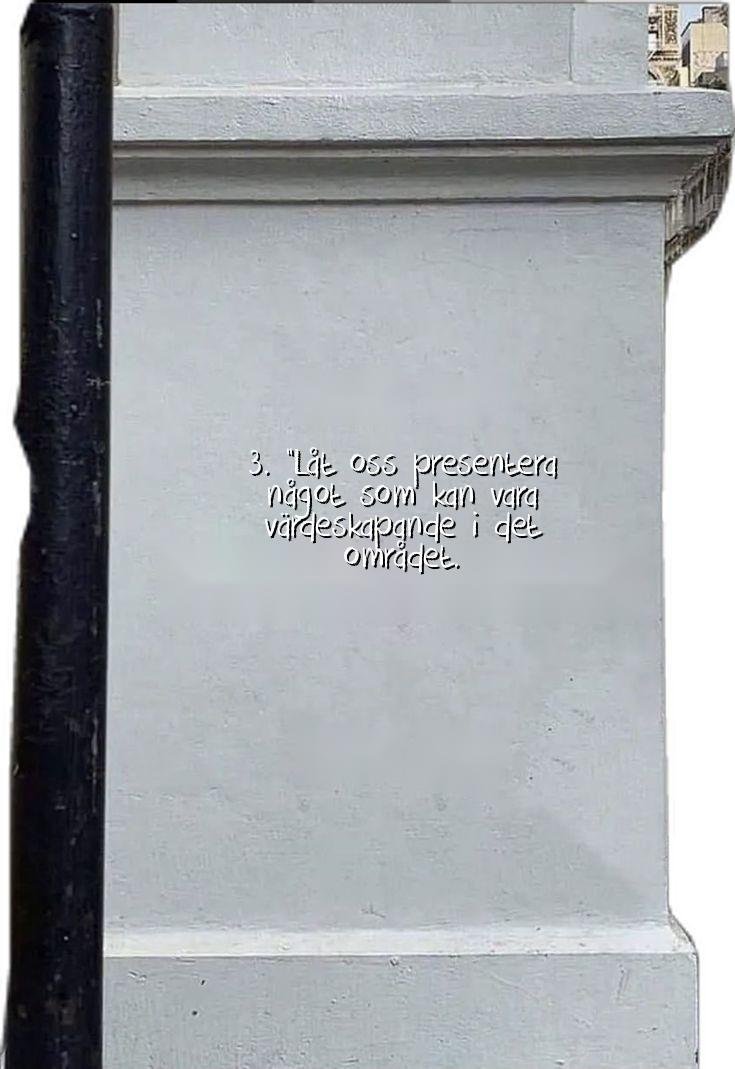 3. "Låt oss presentera
något som kan vara
värdeskapande i det
området.